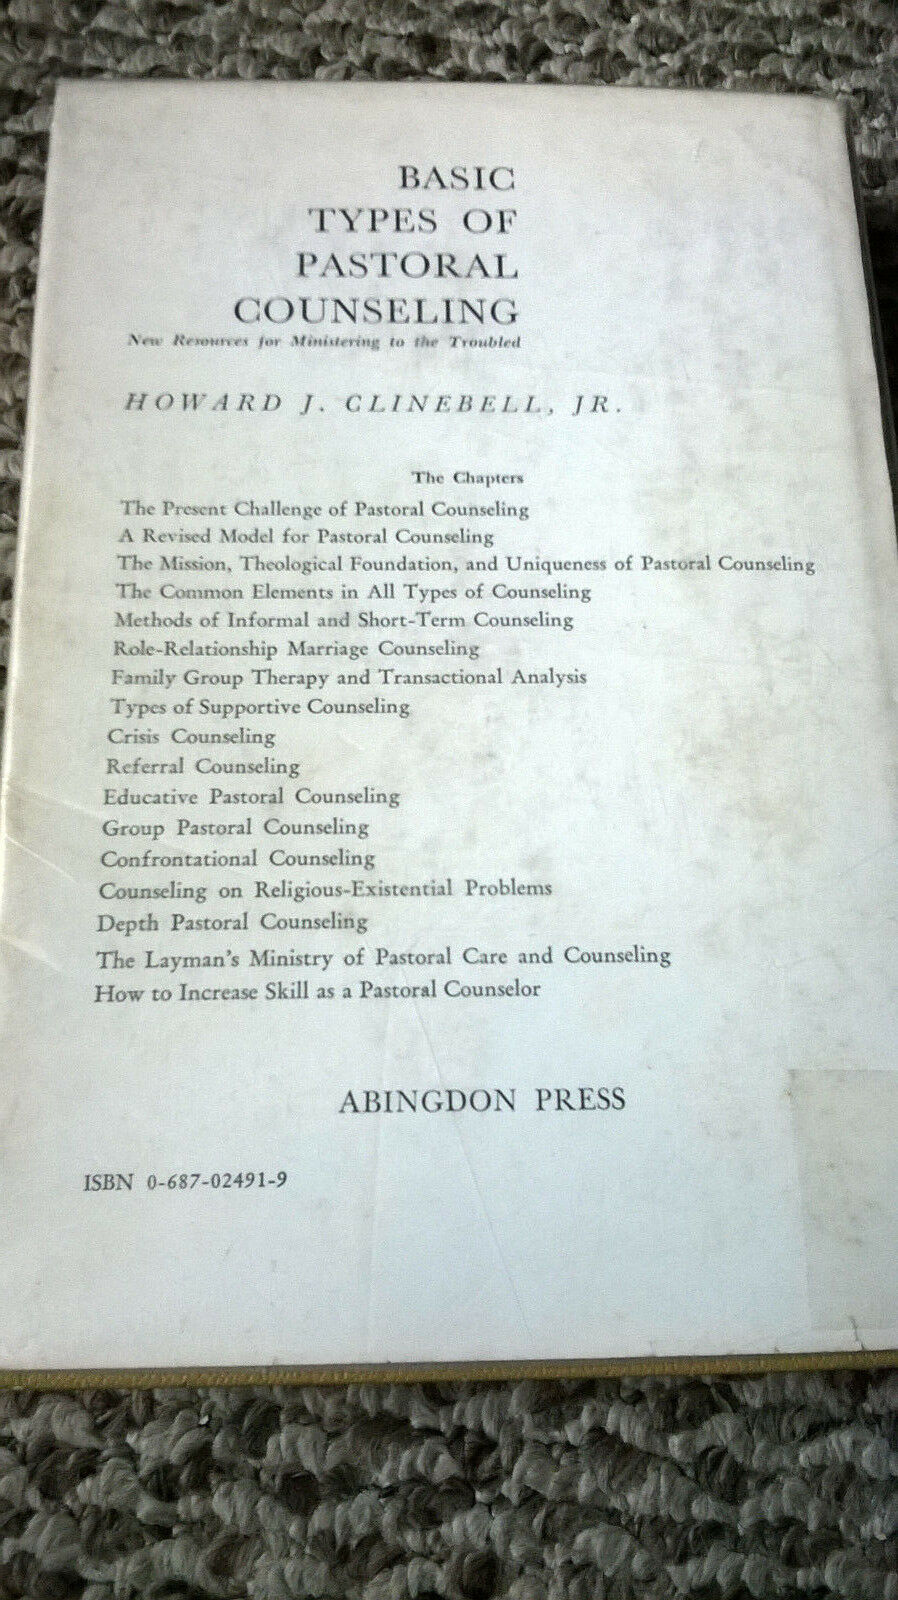 BASIC
TYPES OF
PASTORAL
COUNSELING
New Resources for Ministering to the Troubled
HOWARD J. CLINEBELL, JR.
The Chapters
The Present Challenge of Pastoral Counseling
A Revised Model for Pastoral Counseling
The Mission, Theological Foundation, and Uniqueness of Pastoral Counseling
The Common Elements in All Types of Counseling
Methods of Informal and Short-Term Counseling
Role-Relationship Marriage Counseling
Family Group Therapy and Transactional Analysis
Types of Supportive Counseling
Crisis Counseling
Referral Counseling
Educative Pastoral Counseling
Group Pastoral Counseling
Confrontational Counseling
Counseling on Religious-Existential Problems
Depth Pastoral Counseling
The Layman's Ministry of Pastoral Care and Counseling
How to Increase Skill as a Pastoral Counselor
ABINGDON PRESS
ISBN 0-687-02491-9